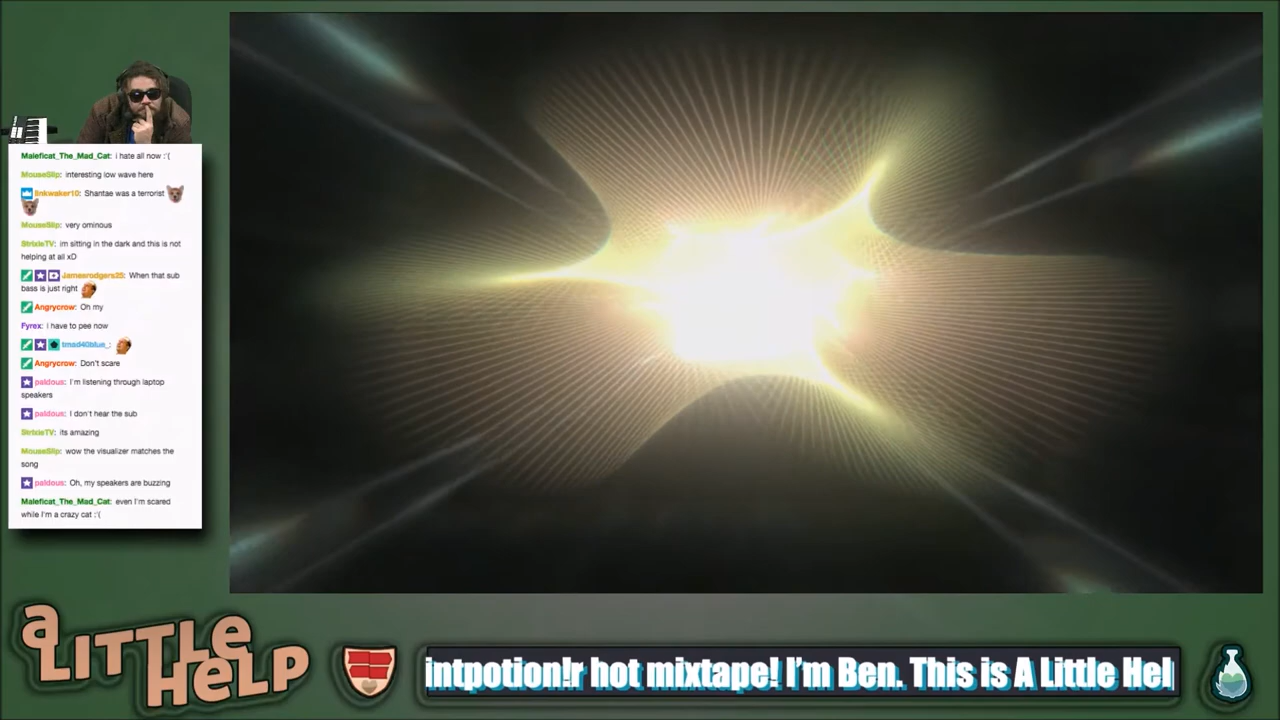 Maleficat_The_Mad_Cat: i hate all now :'(
MouseSlip: interesting low wave here
linkwaker10: Shantae was a terrorist
MouseSlip: very ominous
StrixieTV: im sitting in the dark and this is not
helping at all xD
Jamesrodgers25: When that sub
bass is just right
Angrycrow: Oh my
Fyrex: I have to pee now
tmad40blue_:
Angrycrow: Don't scare
paldous: I'm listening through laptop
speakers
paldous: I don't hear the sub
StrixieTV: its amazing
MouseSlip: wow the visualizer matches the
song
paldous: Oh, my speakers are buzzing
Maleficat_The_Mad_Cat: even I'm scared
while I'm a crazy cat :'(
a LITTLE HELP
intpotion!r hot mixtape! I'm Ben. This is A Little Hel